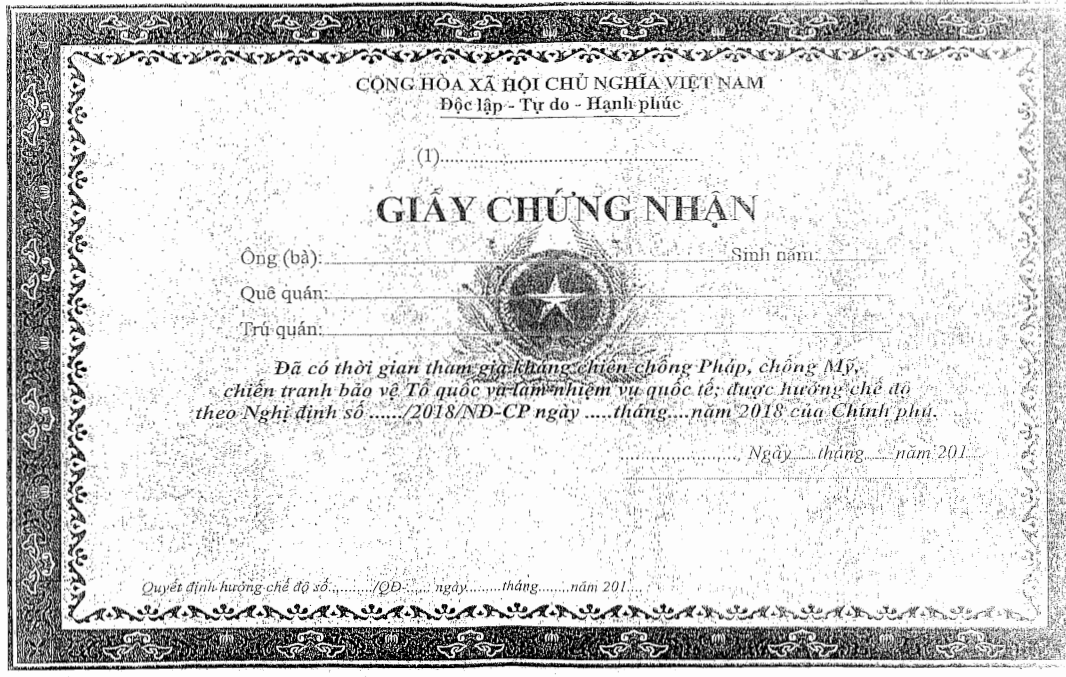 CỘNG HÒA XÃ HỘI CHỦ NGHĨA VIỆT NAM
Độc lập - Tự do - Hạnh phúc
(1)..................................................
GIẤY CHỨNG NHẬN
Ông (bà):..............................................................Sinh năm:............
Quê quán:..................................................................................
Trú quán:..................................................................................
Đã có thời gian tham gia kháng chiến chống Pháp, chống Mỹ,
chiến tranh bảo vệ Tổ quốc và làm nhiệm vụ quốc tế; được hưởng chế độ
theo Nghị định số ....../2018/NĐ-CP ngày .....tháng....năm 2018 của Chính phủ.
......................, Ngày......tháng......năm 201...
..................................................................
Quyết định hưởng chế độ số.........../QĐ-...... ngày.........tháng........năm 201....